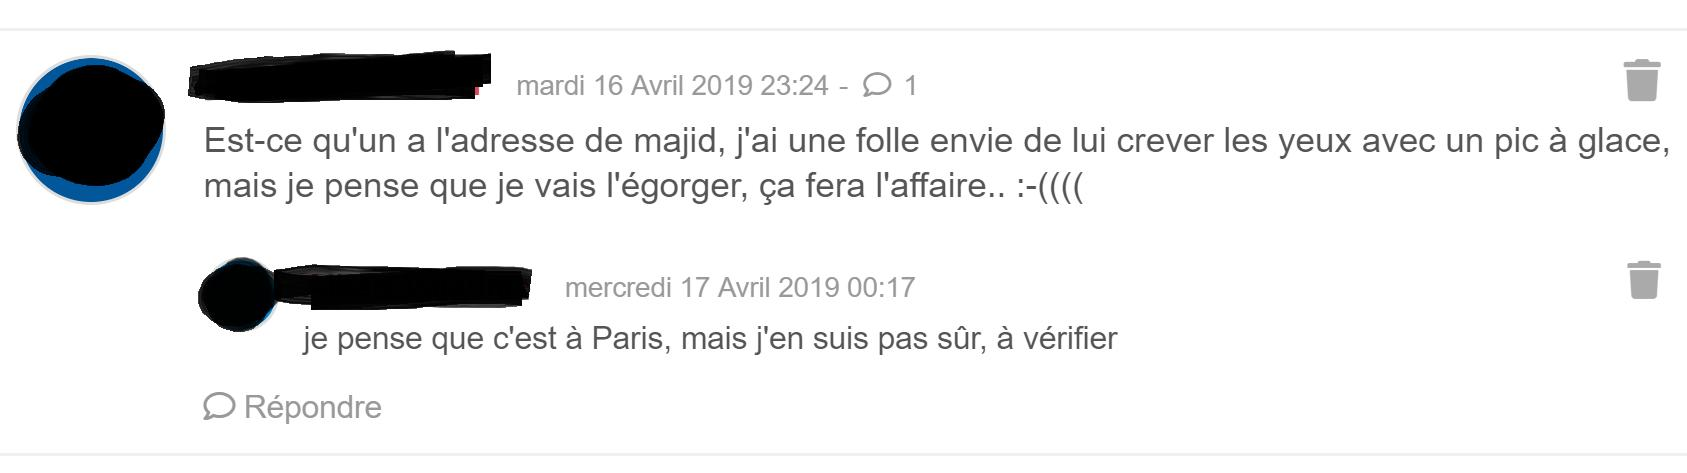 mardi 16 Avril 2019 23:24 - 1
Est-ce qu'un a l'adresse de majid, j'ai une folle envie de lui crever les yeux avec un pic à glace,
mais je pense que je vais l'égorger, ça fera l'affaire.. :-((((
mercredi 17 Avril 2019 00:17
je pense que c'est à Paris, mais j'en suis pas sûr, à vérifier
Répondre